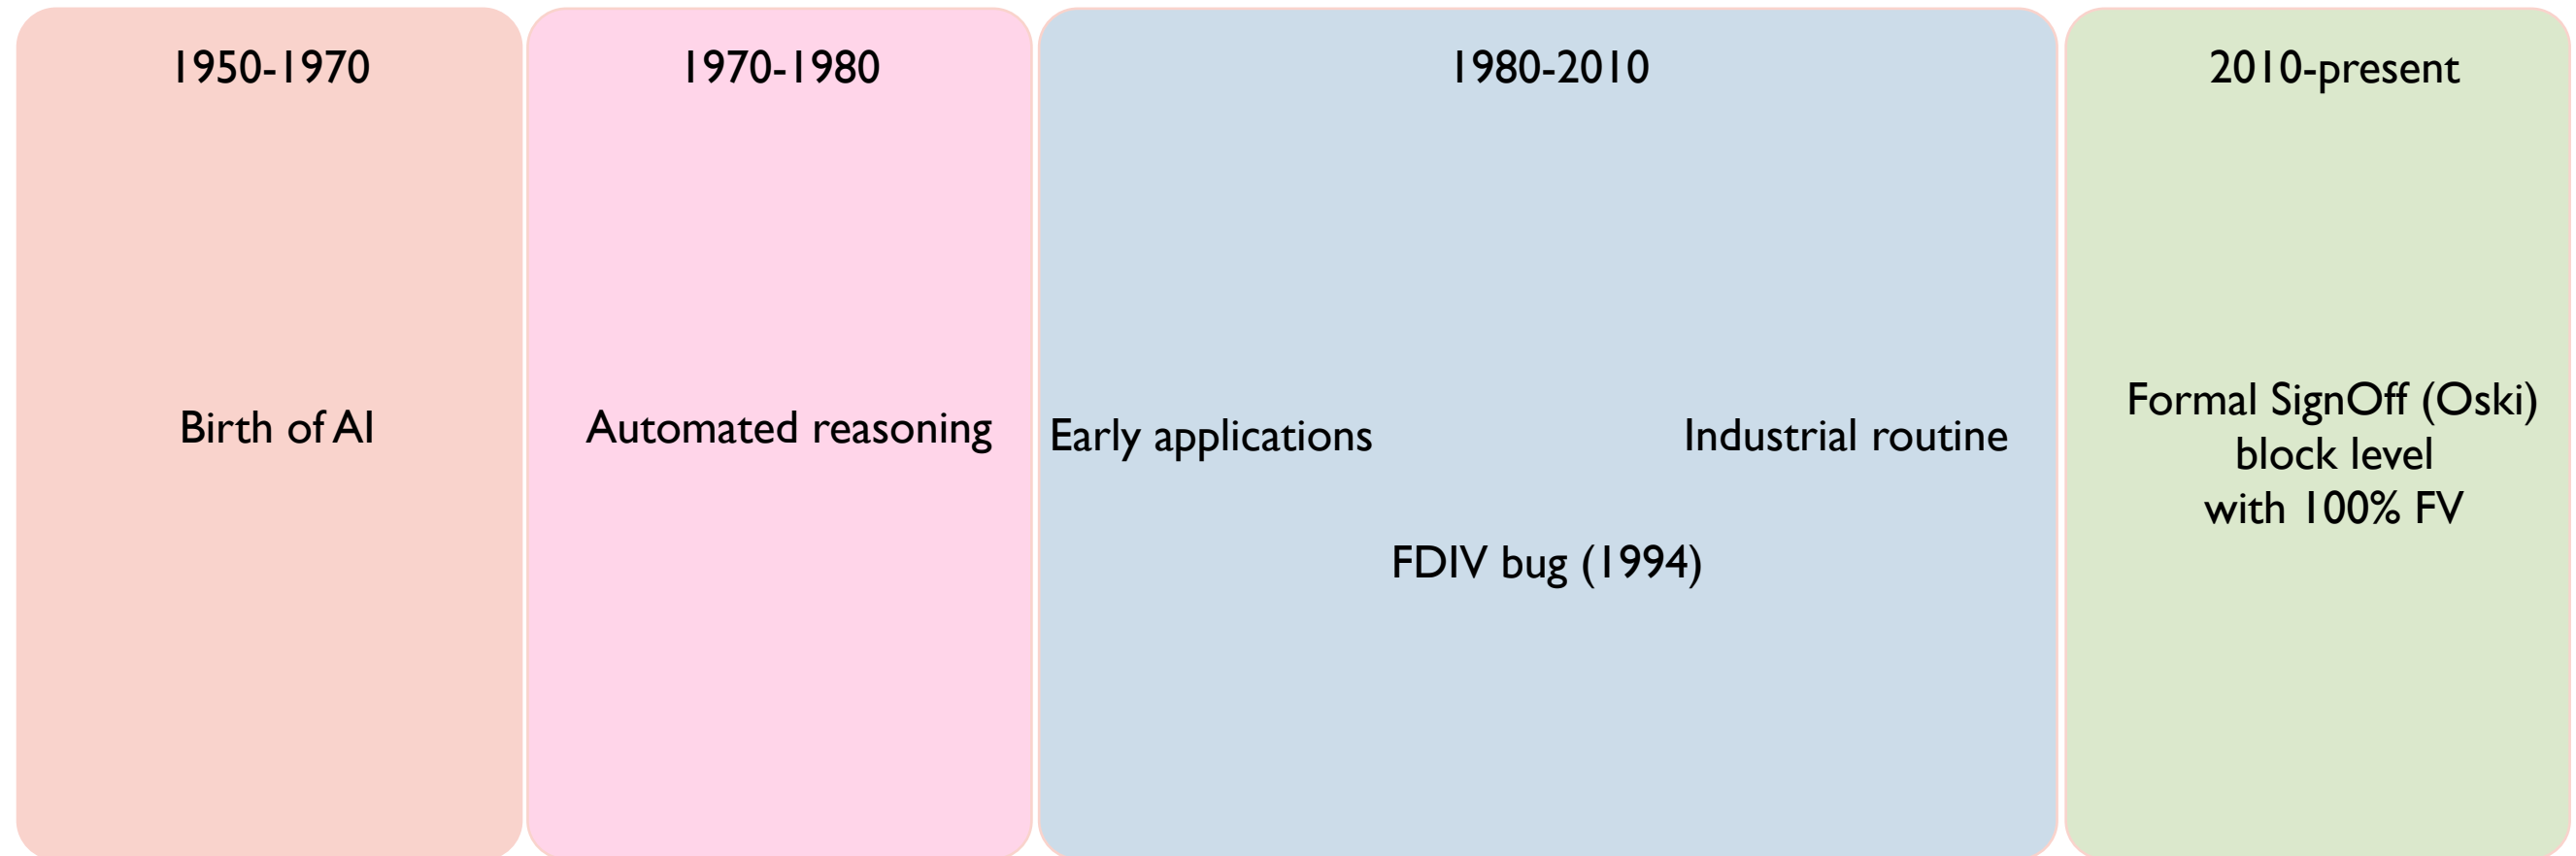 1950-1970
Birth of AI
1970-1980
Automated reasoning
1980-2010
Early applications
Industrial routine
FDIV bug (1994)
2010-present
Formal SignOff (Oski)
block level
with 100% FV